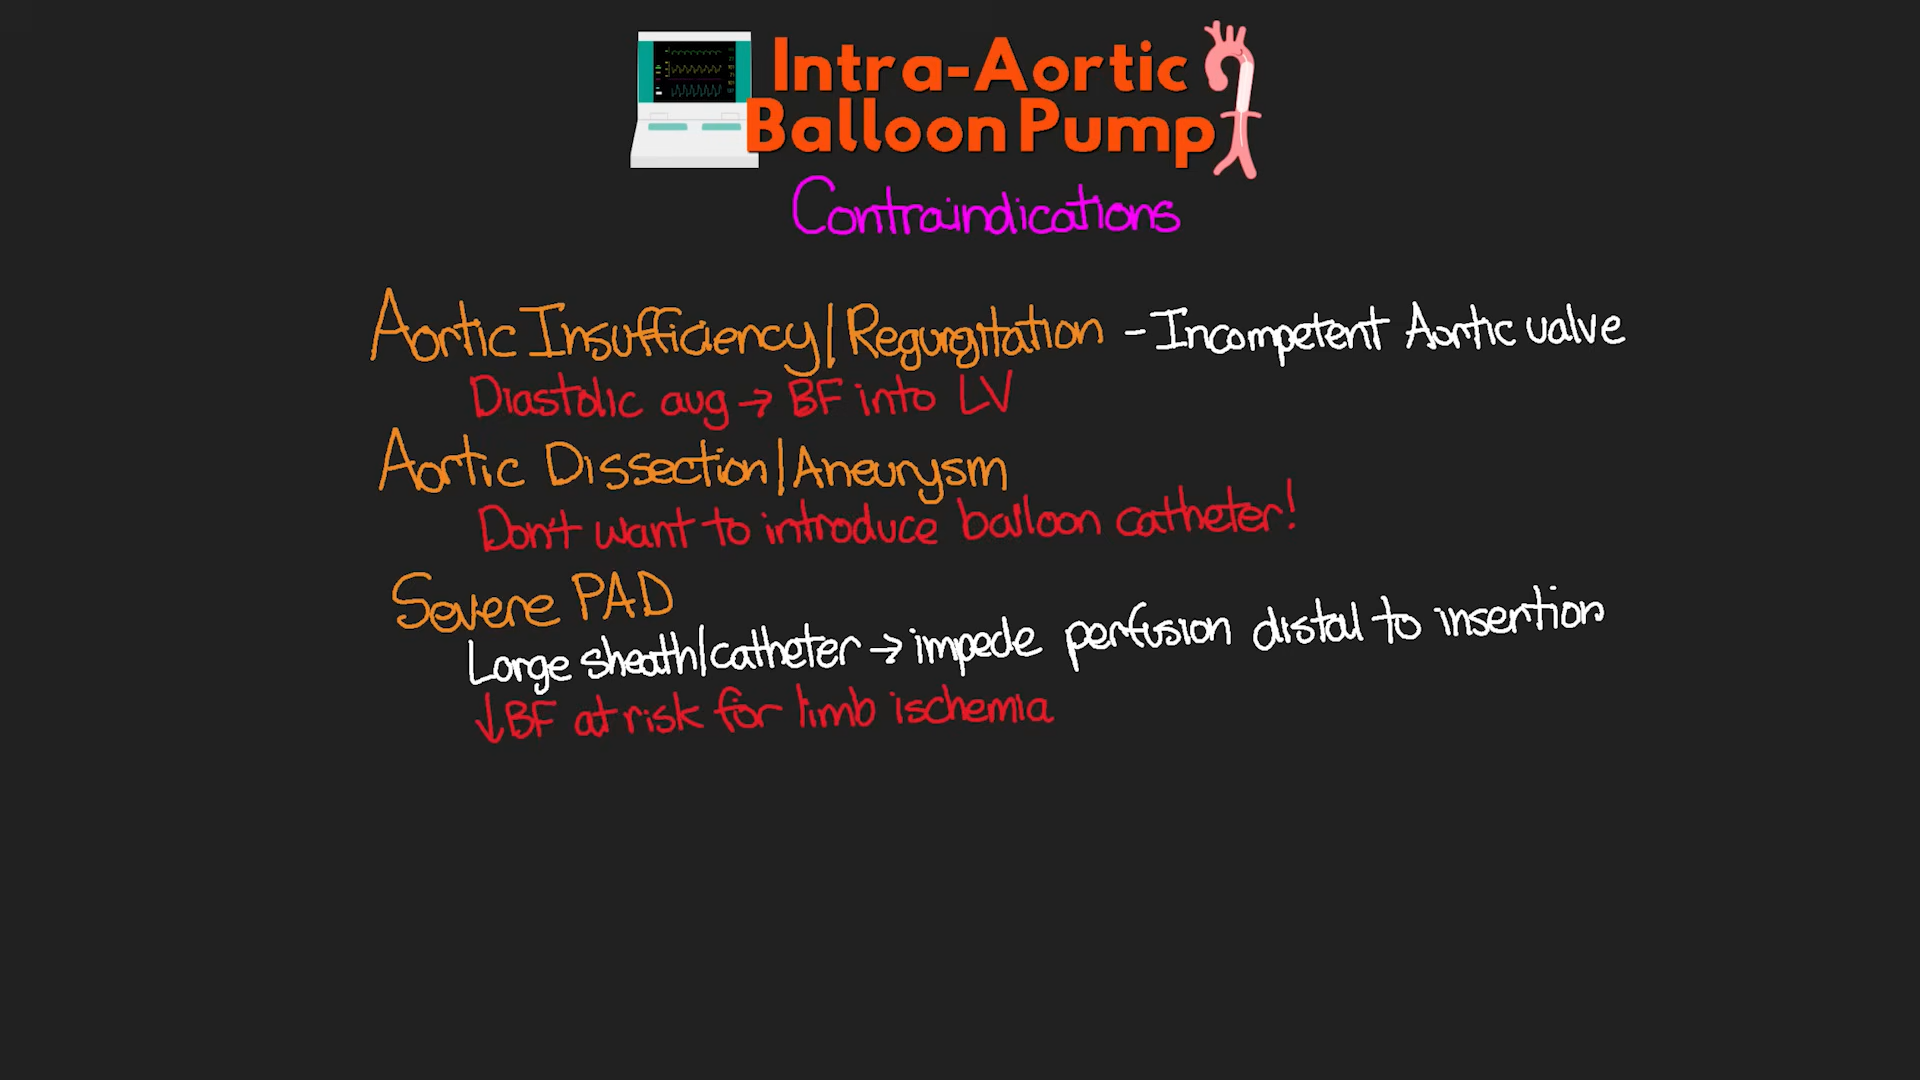 Intra-Aortic
Balloon Pump
Contraindications
Aortic Insufficiency/Regurgitation - Incompetent Aortic valve
Diastolic aug → BF into LV
Aortic Dissection/Aneurysm
Don't want to introduce balloon catheter!
Severe PAD
Large sheath/catheter → impede perfusion distal to insertion
↓BF at risk for limb ischemia